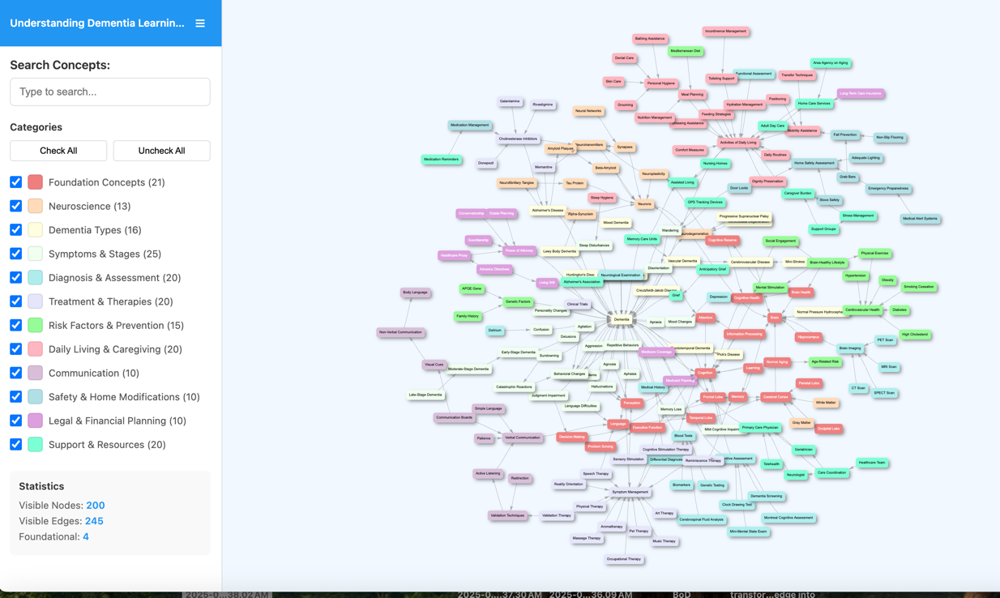 Understanding Dementia Learnin...
Search Concepts:
Type to search...
Categories
Check All
Uncheck All
Foundation Concepts (21)
Neuroscience (13)
Dementia Types (16)
Symptoms & Stages (25)
Diagnosis & Assessment (20)
Treatment & Therapies (20)
Risk Factors & Prevention (15)
Daily Living & Caregiving (20)
Communication (10)
Safety & Home Modifications (10)
Legal & Financial Planning (10)
Support & Resources (20)
Statistics
Visible Nodes: 200
Visible Edges: 245
Foundational: 4
Incontinence Management
Bathing Assistance
Mediterranean Diet
Dental Care
Area Agency on Aging
Functional Assessment
Transfer Techniques
Toileting Support
Skin Care
Personal Hygiene
Meal Planning
Long-Term Care Insurance
Positioning
Galantamine
Rivastigmine
Grooming
Hydration Management
Home Care Services
Neural Networks
Feeding Strategies
Nutrition Management
Medication Management
Adult Day Care
Mobility Assistance
Fall Prevention
Non-Slip Flooring
Cholinesterase Inhibitors
Activities of Daily Living
Amyloid Plaques
Synapses
Comfort Measures
Daily Routines
Adequate Lighting
Medication Reminders
Donepezil
Memantine
Beta-Amyloid
Nursing Homes
Home Safety Assessment
Neuroplasticity
Grab Bars
Neurofibrillary Tangles
Tau Protein
Assisted Living
Dignity Preservation
Door Locks
Emergency Preparedness
Sleep Hygiene
Caregiver Burden
Stove Safety
Neurons
GPS Tracking Devices
Alzheimer's Disease
Alpha-Synuclein
Conservatorship
Estate Planning
Progressive Supranuclear Palsy
Stress Management
Medical Alert Systems
Mixed Dementia
Wandering
Support Groups
Guardianship
Memory Care Units
Cognitive Reserve
Social Engagement
Sleep Disturbances
Power of Attorney
Lewy Body Dementia
Healthcare Proxy
Physical Exercise
Vascular Dementia
Cerebrovascular Disease
Mini-Strokes
Brain-Healthy Lifestyle
Advance Directives
Disorientation
Anticipatory Grief
Neurological Examination
Hypertension
Obesity
Living Will
Alzheimer's Association
Smoking Cessation
APOE Gene
Mental Stimulation
Body Language
Brain Health
Grief
Depression
Cognitive Health
Genetic Factors
Clinical Trials
Personality Changes
Cardiovascular Health
Diabetes
Family History
Attention
Brain
Dementia
Apraxia
Mood Changes
Agitation
Delirium
Confusion
Non-Verbal Communication
Information Processing
High Cholesterol
Delusions
Hippocampus
PET Scan
Aggression
Repetitive Behaviors
Brain Imaging
Early-Stage Dementia
Medicare Coverage
Sundowning
Pick's Disease
Normal Aging
Age-Related Risk
Visual Cues
Agnosia
Moderate-Stage Dementia
Learning
MRI Scan
Behavioral Changes
Aphasia
Cognitive
Medicaid Planning
Parietal Lobe
Catastrophic Reactions
Hallucinations
Medical History
CT Scan
SPECT Scan
Late-Stage Dementia
Judgment Impairment
Frontal Lobe
Memory
Cerebral Cortex
Perception
White Matter
Language Difficulties
Simple Language
Memory Loss
Communication Boards
Temporal Lobe
Gray Matter
Language
Executive Function
Primary Care Physician
Occipital Lobe
Patience
Verbal Communication
Decision Making
Blood Tests
Problem Solving
Cognitive Stimulation Therapy
Geriatrician
Sensory Stimulation
Differential Diagnosis
Reminiscence Therapy
Telehealth
Healthcare Team
Active Listening
Speech Therapy
Neurologist
Care Coordination
Redirection
Reality Orientation
Biomarkers
Genetic Testing
Symptom Management
Dementia Screening
Clock Drawing Test
Physical Therapy
Validation Techniques
Validation Therapy
Art Therapy
Cerebrospinal Fluid Analysis
Montreal Cognitive Assessment
Aromatherapy
Pet Therapy
Mini-Mental State Exam
Massage Therapy
Music Therapy
Occupational Therapy